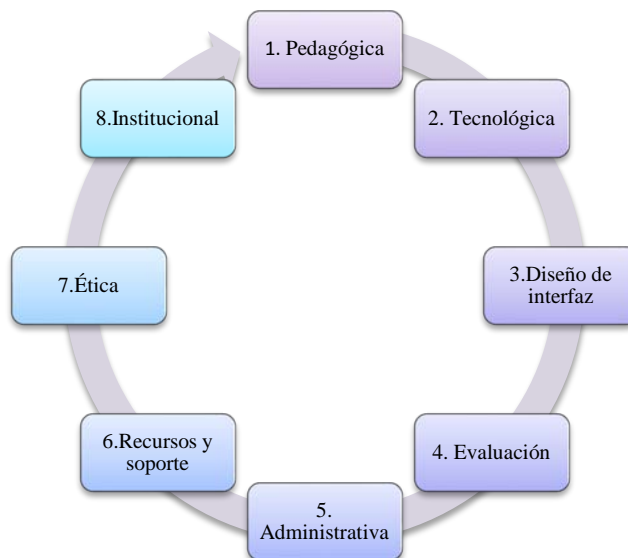 1. Pedagógica
2. Tecnológica
3.Diseño de
interfaz
4. Evaluación
5.
Administrativa
6.Recursos y
soporte
7.Ética
8.Institucional